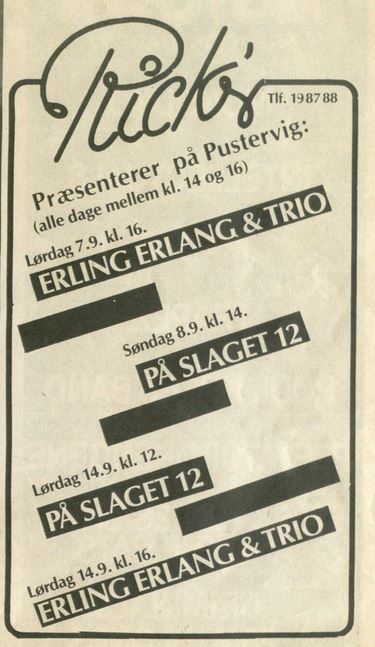 Rick's
Tlf. 198788
Præsenterer på Pustervig:
(alle dage mellem kl. 14 og 16)
Lørdag 7.9. kl. 16.
ERLING ERLANG & TRIO
Søndag 8.9. kl. 14.
PÅ SLAGET 12
Lørdag 14.9. kl. 12.
PÅ SLAGET 12
Lørdag 14.9. kl. 16.
ERLING ERLANG & TRIO